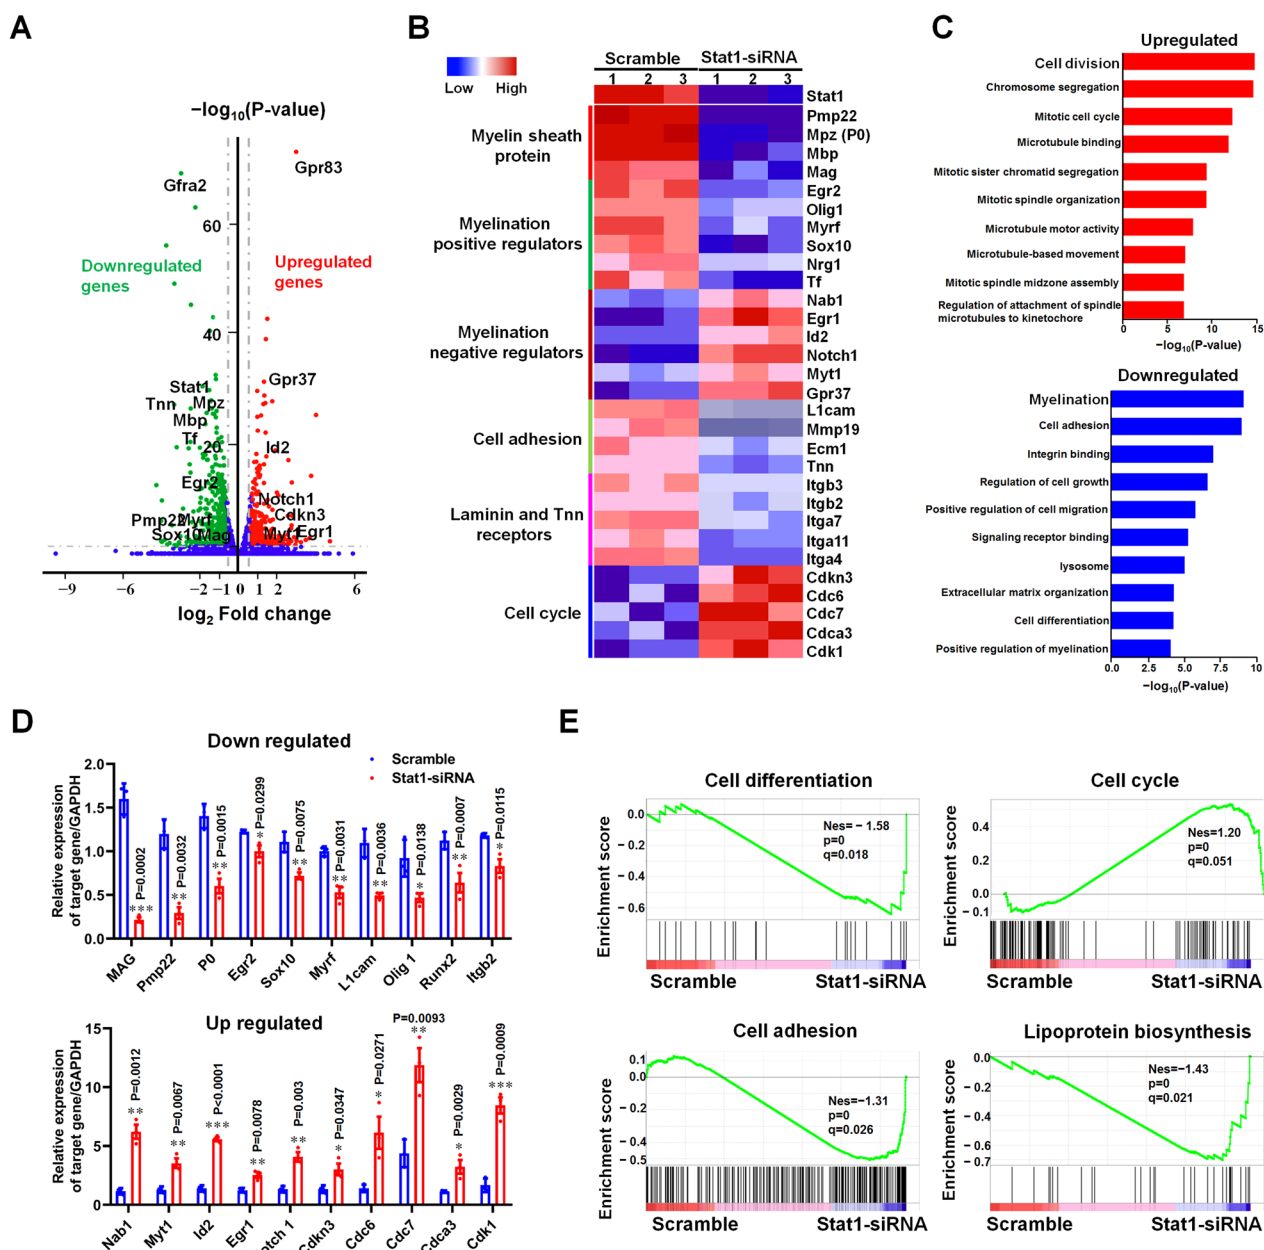 A
−log10(P-value)
Gpr83
Gfra2
60
Downregulated
genes
Upregulated
genes
40
Stat1
Gpr37
Tnn
Mpz
Mbp
Tf
20
Id2
Egr2
Notch1
Pmp22
Myrf
Cdkn3
Sox10
Mag
Myt1
Egr1
−9 −6 −2 −1 0 1 2 6
log2 Fold change
B
Low High
Scramble Stat1-siRNA
1 2 3 1 2 3
Stat1
Myelin sheath
protein
Pmp22
Mpz (P0)
Mbp
Mag
Myelination
positive regulators
Egr2
Olig1
Myrf
Sox10
Nrg1
Tf
Myelination
negative regulators
Nab1
Egr1
Id2
Notch1
Myt1
Gpr37
Cell adhesion
L1cam
Mmp19
Ecm1
Tnn
Laminin and Tnn
receptors
Itgb3
Itgb2
Itga7
Itga11
Itga4
Cell cycle
Cdkn3
Cdc6
Cdc7
Cdca3
Cdk1
C
Upregulated
Cell division
Chromosome segregation
Mitotic cell cycle
Microtubule binding
Mitotic sister chromatid segregation
Mitotic spindle organization
Microtubule motor activity
Microtubule-based movement
Mitotic spindle midzone assembly
Regulation of attachment of spindle
microtubules to kinetochore
0 5 10 15
−log10(P-value)
Downregulated
Myelination
Cell adhesion
Integrin binding
Regulation of cell growth
Positive regulation of cell migration
Signaling receptor binding
lysosome
Extracellular matrix organization
Cell differentiation
Positive regulation of myelination
0.0 2.5 5.0 7.5 10
−log10(P-value)
D
Down regulated
Scramble
Stat1-siRNA
Relative expression
of target gene/GAPDH
2.0
1.5
1.0
0.5
0.0
*** P=0.0002
** P=0.0032
** P=0.0015
* P=0.0299
** P=0.0075
** P=0.0031
** P=0.0036
* P=0.0138
** P=0.0007
* P=0.0115
MAG Pmp22 P0 Egr2 Sox10 Myrf L1cam Olig 1 Runx2 Itgb2
Up regulated
Relative expression
of target gene/GAPDH
15
10
5
0
** P=0.0012
** P=0.0067
*** P<0.0001
** P=0.0078
** P=0.003
* P=0.0347
* P=0.0271
P=0.0093
**
* P=0.0029
*** P=0.0009
Nab1 Myt1 Id2 Egr1 otch 1 Cdkn3 Cdc6 Cdc7 Cdca3 Cdk1
E
Cell differentiation
Enrichment score
0.0
− 0.2
− 0.4
− 0.6
Nes= − 1.58
p=0
q=0.018
Scramble Stat1-siRNA
Cell cycle
Enrichment score
0.4
0.2
0.0
− 0.1
Nes=1.20
p=0
q=0.051
Scramble Stat1-siRNA
Cell adhesion
Enrichment score
0.1
0.0
− 0.2
− 0.4
− 0.5
Nes=−1.31
p=0
q=0.026
Scramble Stat1-siRNA
Lipoprotein biosynthesis
Enrichment score
0.0
− 0.2
− 0.4
− 0.6
− 0.7
Nes=−1.43
p=0
q=0.021
Scramble Stat1-siRNA